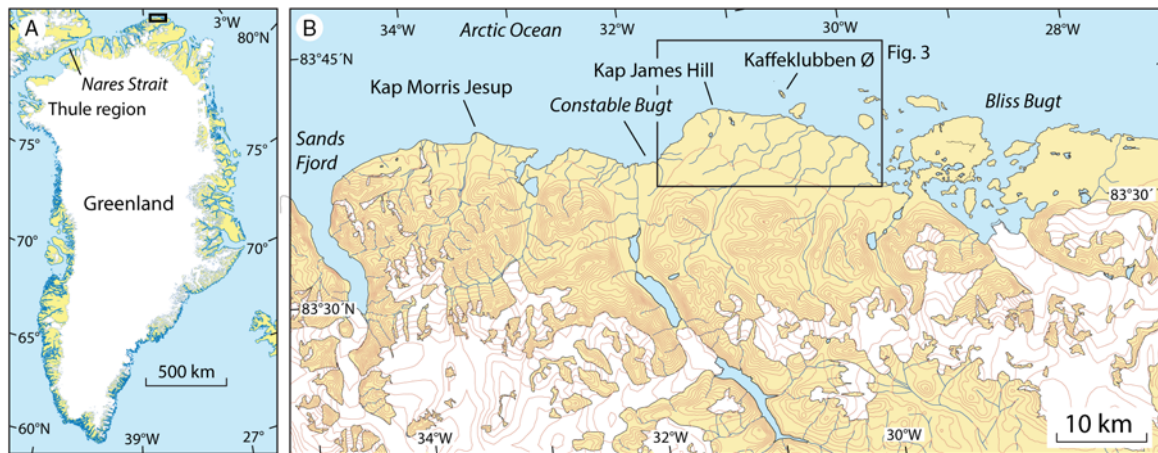 A
3°W
80°N
Nares Strait
Thule region
75°
75°
Greenland
70°
70°
65°
65°
500 km
60°N
39°W
27°
B
34°W
Arctic Ocean
32°W
30°W
28°W
83°45´N
Kap Morris Jesup
Kap James Hill
Kaffeklubben Ø
Fig. 3
Constable Bugt
Bliss Bugt
Sands
Fjord
83°30´
83°30´N
34°W
32°W
30°W
10 km